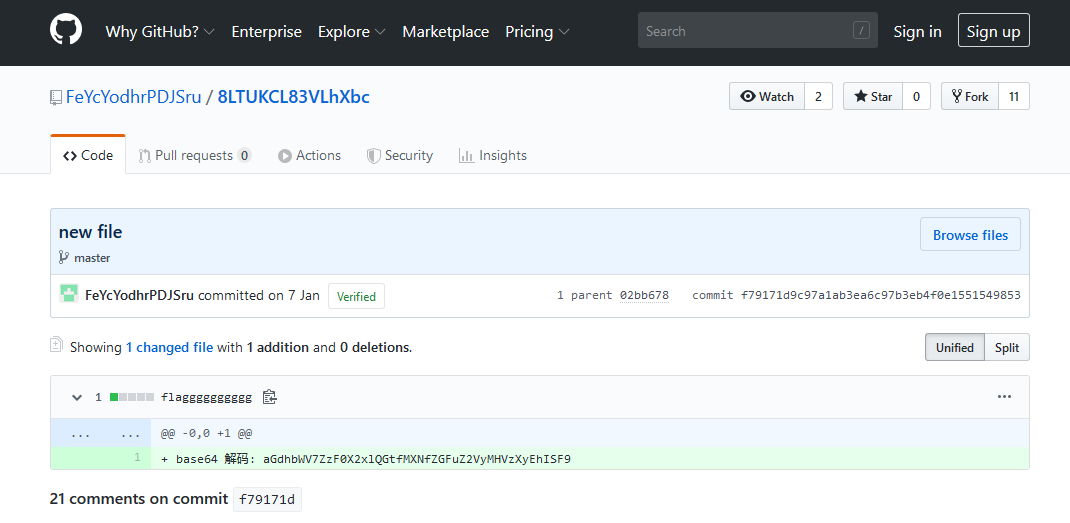 Why GitHub? Enterprise Explore Marketplace Pricing Search / Sign in Sign up
FeYcYodhrPDJSru / 8LTUKCL83VLhXbc Watch 2 Star 0 Fork 11
Code Pull requests 0 Actions Security Insights
new file Browse files
master
FeYcYodhrPDJSru committed on 7 Jan Verified 1 parent 02bb678 commit f79171d9c97a1ab3ea6c97b3eb4f0e1551549853
Showing 1 changed file with 1 addition and 0 deletions. Unified Split
1 flagggggggggg ...
... ... @@ -0,0 +1 @@
1 + base64 解码: aGdhbWV7ZzF0X2xlQGtfMXNfZGFuZ2VyMHVzXyEhISF9
21 comments on commit f79171d